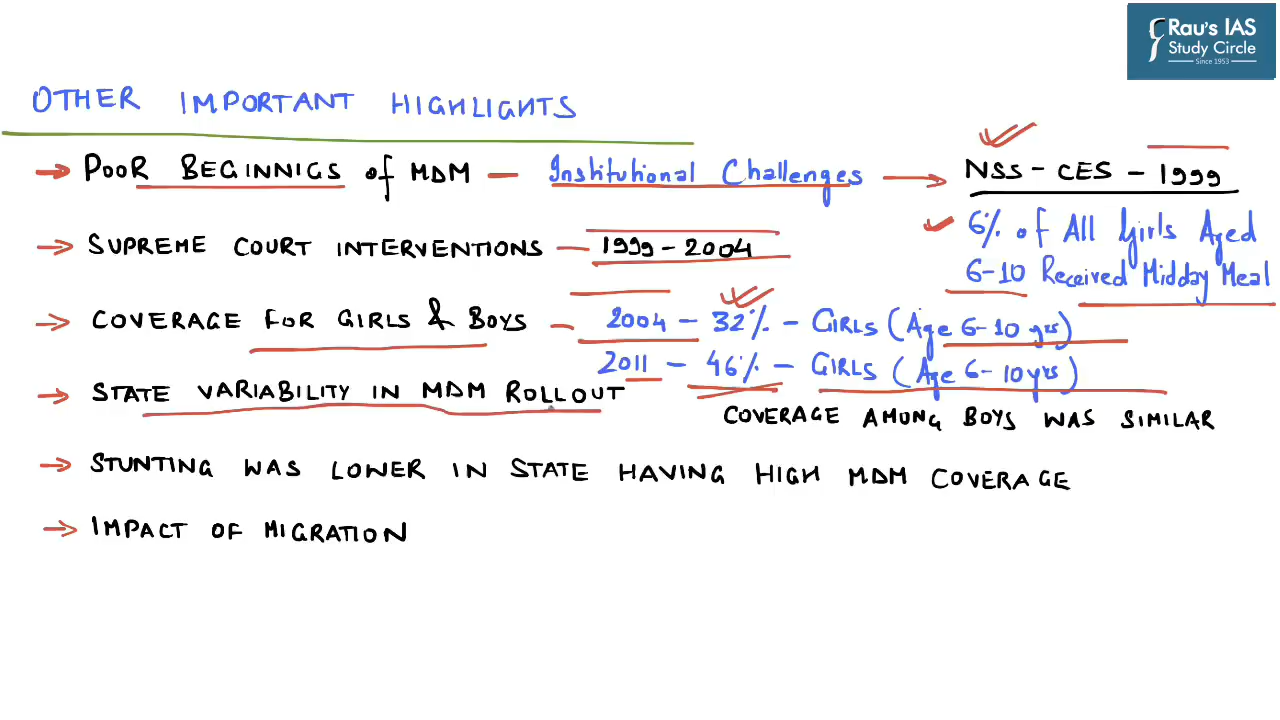 Rau's IAS
Study Circle
Since 1953
OTHER IMPORTANT HIGHLIGHTS
→ POOR BEGINNIGS of MDM — Institutional Challenges → NSS - CES - 1999
6% of All Girls Aged
6-10 Received Midday Meal
→ SUPREME COURT INTERVENTIONS — 1999 - 2004
→ COVERAGE FOR GIRLS & BOYS — 2004 - 32% - GIRLS (Age 6-10 yrs)
2011 - 46% - GIRLS (Age 6-10yrs)
COVERAGE AMONG BOYS WAS SIMILAR
→ STATE VARIABILITY IN MDM ROLLOUT
→ STUNTING WAS LOWER IN STATE HAVING HIGH MDM COVERAGE
→ IMPACT OF MIGRATION